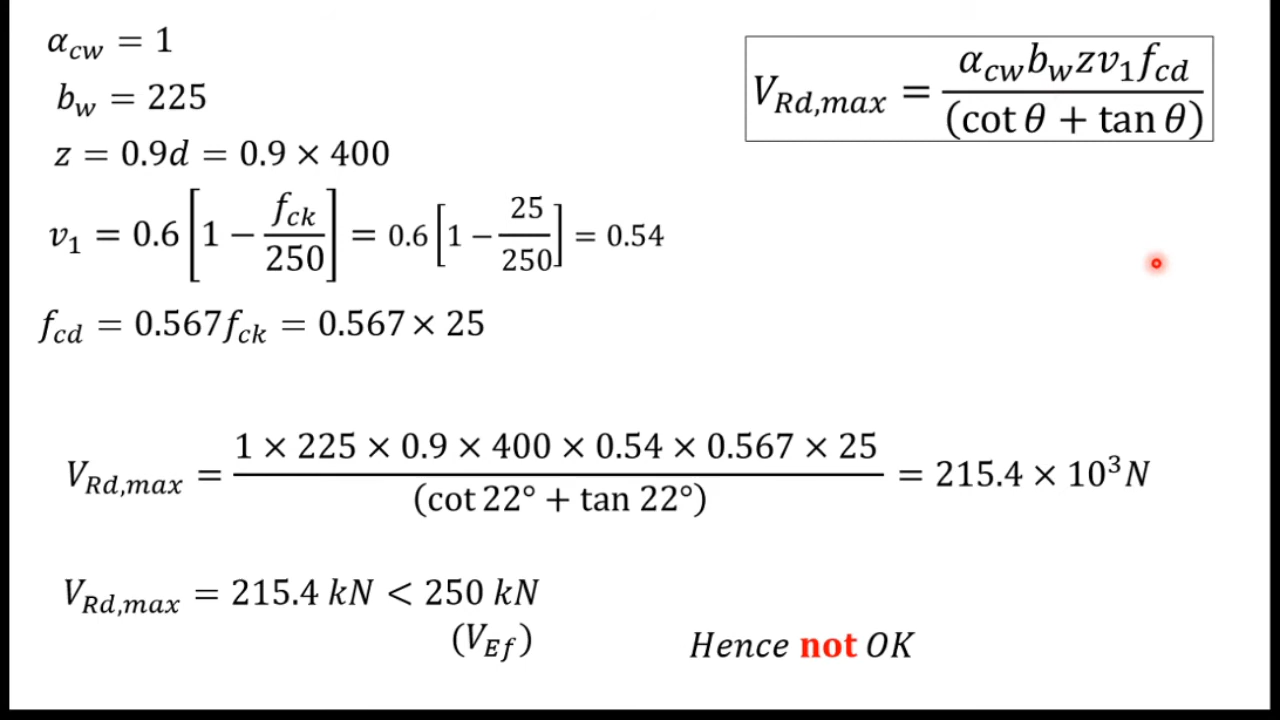 α_cw = 1
b_w = 225
z = 0.9d = 0.9 × 400
v_1 = 0.6 [1 − f_ck/250] = 0.6 [1 − 25/250] = 0.54
f_cd = 0.567f_ck = 0.567 × 25
V_Rd,max = α_cw b_w z v_1 f_cd / (cot θ + tan θ)
V_Rd,max = 1 × 225 × 0.9 × 400 × 0.54 × 0.567 × 25 / (cot 22° + tan 22°) = 215.4 × 10³ N
V_Rd,max = 215.4 kN < 250 kN
(V_Ef)
Hence not OK